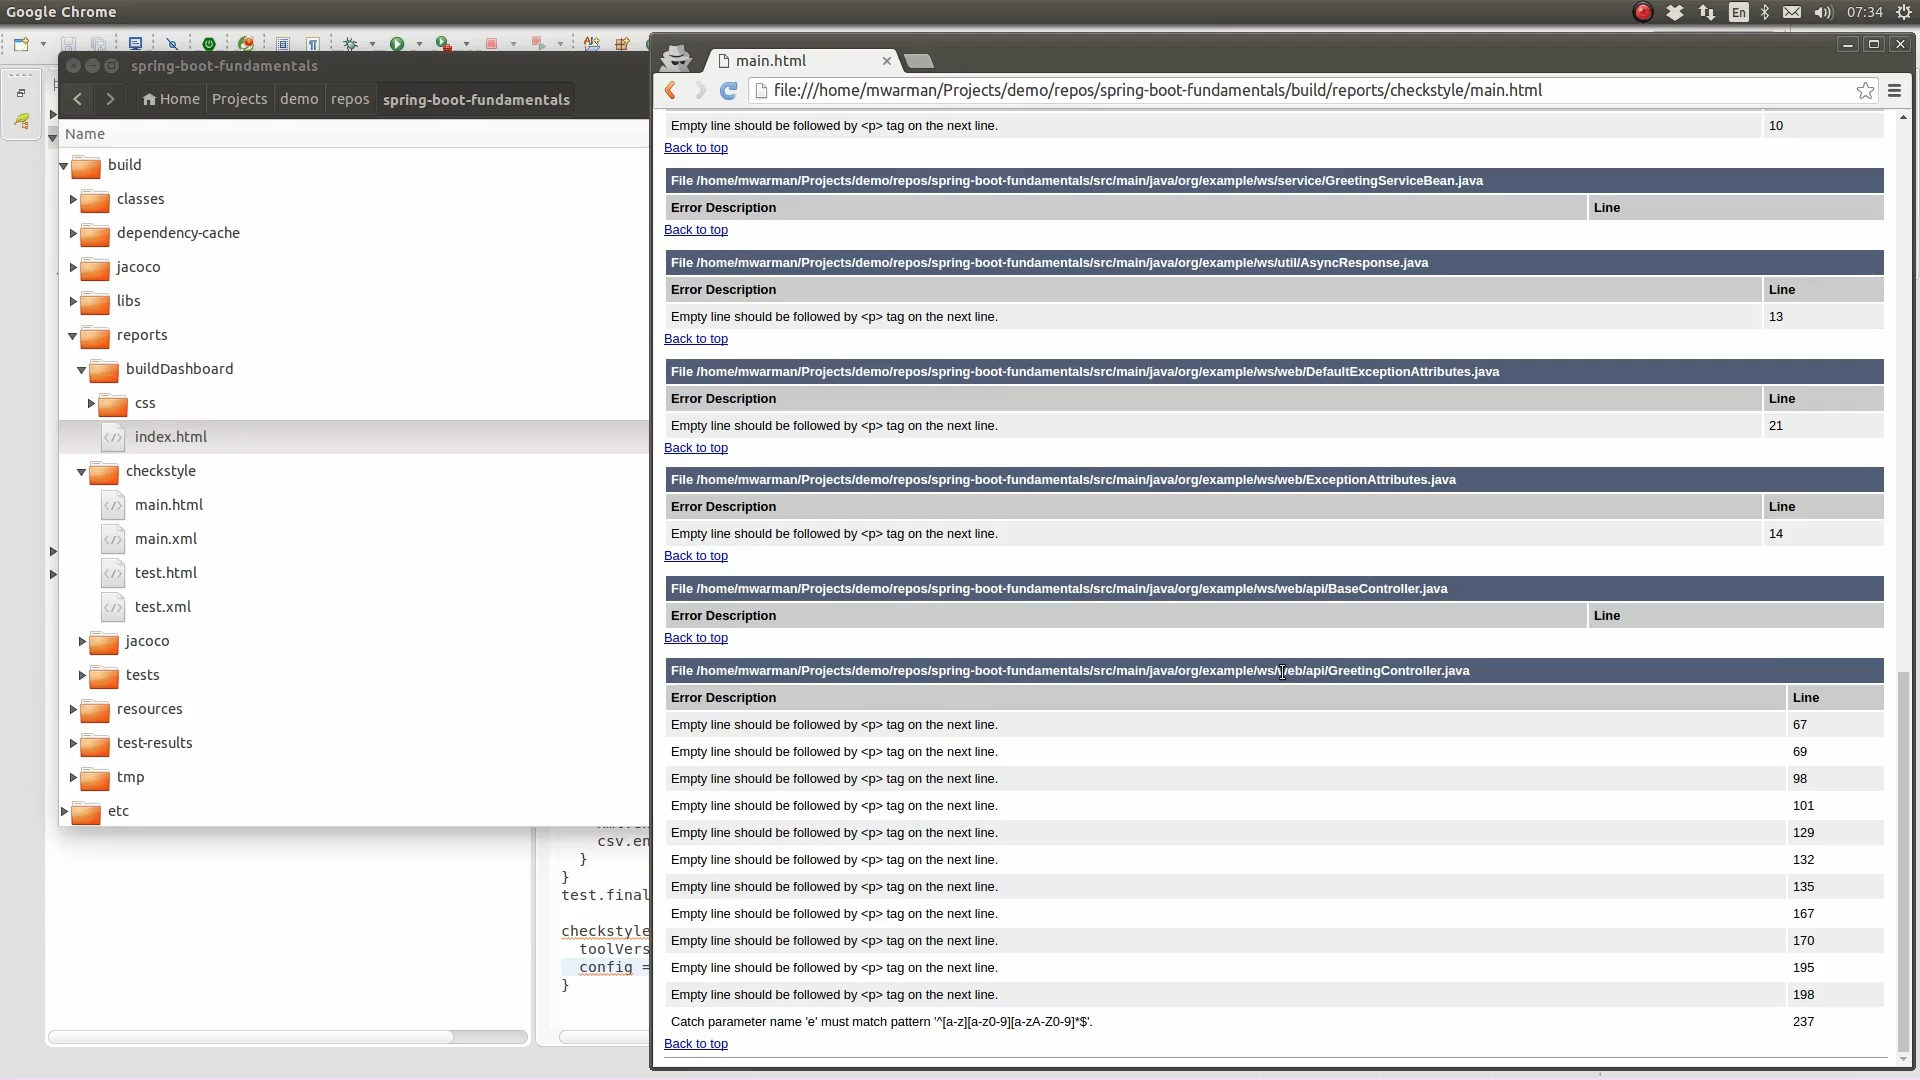 Google Chrome
En
07:34
spring-boot-fundamentals
Home Projects demo repos spring-boot-fundamentals
Name
build
classes
dependency-cache
jacoco
libs
reports
buildDashboard
css
index.html
checkstyle
main.html
main.xml
test.html
test.xml
jacoco
tests
resources
test-results
tmp
etc
csv.en
}
}
test.final
checkstyle
toolVers
config =
}
main.html
file:///home/mwarman/Projects/demo/repos/spring-boot-fundamentals/build/reports/checkstyle/main.html
Empty line should be followed by <p> tag on the next line. 10
Back to top
File /home/mwarman/Projects/demo/repos/spring-boot-fundamentals/src/main/java/org/example/ws/service/GreetingServiceBean.java
Error Description Line
Back to top
File /home/mwarman/Projects/demo/repos/spring-boot-fundamentals/src/main/java/org/example/ws/util/AsyncResponse.java
Error Description Line
Empty line should be followed by <p> tag on the next line. 13
Back to top
File /home/mwarman/Projects/demo/repos/spring-boot-fundamentals/src/main/java/org/example/ws/web/DefaultExceptionAttributes.java
Error Description Line
Empty line should be followed by <p> tag on the next line. 21
Back to top
File /home/mwarman/Projects/demo/repos/spring-boot-fundamentals/src/main/java/org/example/ws/web/ExceptionAttributes.java
Error Description Line
Empty line should be followed by <p> tag on the next line. 14
Back to top
File /home/mwarman/Projects/demo/repos/spring-boot-fundamentals/src/main/java/org/example/ws/web/api/BaseController.java
Error Description Line
Back to top
File /home/mwarman/Projects/demo/repos/spring-boot-fundamentals/src/main/java/org/example/ws/web/api/GreetingController.java
Error Description Line
Empty line should be followed by <p> tag on the next line. 67
Empty line should be followed by <p> tag on the next line. 69
Empty line should be followed by <p> tag on the next line. 98
Empty line should be followed by <p> tag on the next line. 101
Empty line should be followed by <p> tag on the next line. 129
Empty line should be followed by <p> tag on the next line. 132
Empty line should be followed by <p> tag on the next line. 135
Empty line should be followed by <p> tag on the next line. 167
Empty line should be followed by <p> tag on the next line. 170
Empty line should be followed by <p> tag on the next line. 195
Empty line should be followed by <p> tag on the next line. 198
Catch parameter name 'e' must match pattern '^[a-z][a-z0-9][a-zA-Z0-9]*$'. 237
Back to top